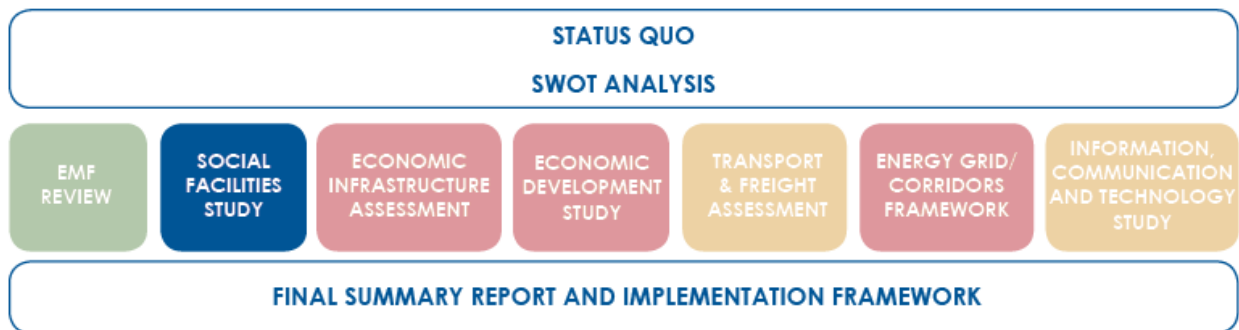 STATUS QUO
SWOT ANALYSIS
EMF
REVIEW
SOCIAL
FACILITIES
STUDY
ECONOMIC
INFRASTRUCTURE
ASSESSMENT
ECONOMIC
DEVELOPMENT
STUDY
TRANSPORT
& FREIGHT
ASSESSMENT
ENERGY GRID/
CORRIDORS
FRAMEWORK
INFORMATION,
COMMUNICATION
AND TECHNOLOGY
STUDY
FINAL SUMMARY REPORT AND IMPLEMENTATION FRAMEWORK